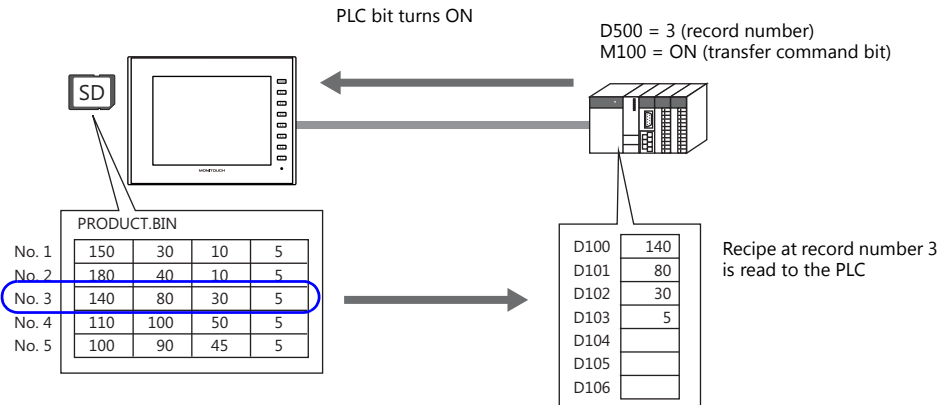 PLC bit turns ON
D500 = 3 (record number)
M100 = ON (transfer command bit)
SD
MONITOUCH
PRODUCT.BIN
No. 1 150 30 10 5
No. 2 180 40 10 5
No. 3 140 80 30 5
No. 4 110 100 50 5
No. 5 100 90 45 5
D100 140
D101 80
D102 30
D103 5
D104
D105
D106
Recipe at record number 3
is read to the PLC